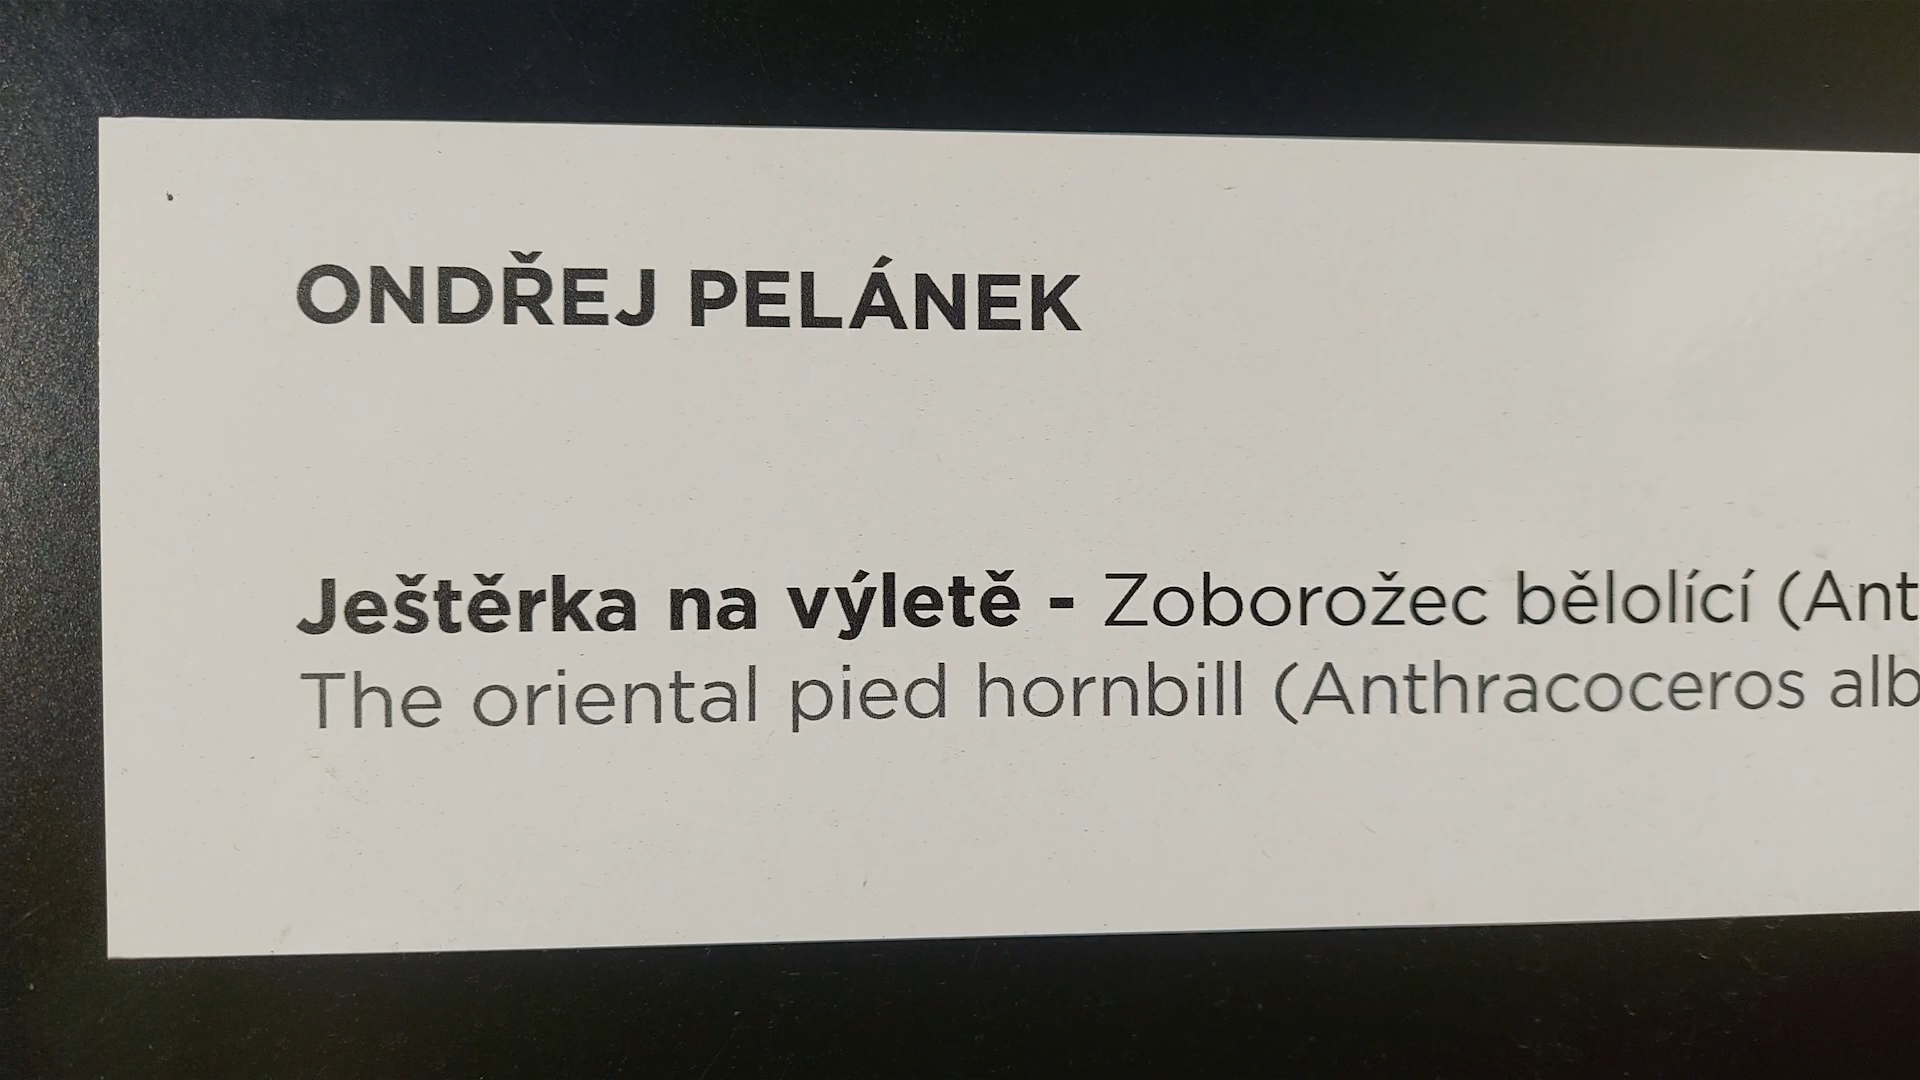 ONDŘEJ PELÁNEK
Ještěrka na výletě - Zoborožec bělolící (Ant
The oriental pied hornbill (Anthracoceros alb